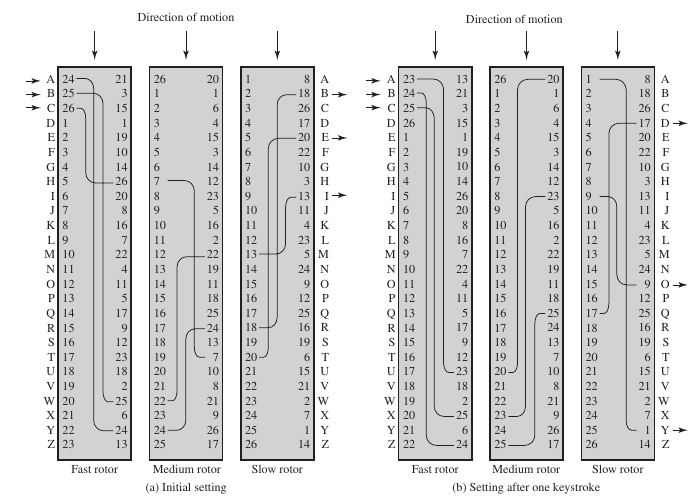 Direction of motion Direction of motion
A 24 21 26 20 1 8 A A 23 13 26 20 1 8 A
B 25 3 1 1 2 18 B B 24 21 1 1 2 18 B
C 26 15 2 6 3 26 C C 25 3 2 6 3 26 C
D 1 1 3 4 4 17 D D 26 15 3 4 4 17 D
E 2 19 4 15 5 20 E E 1 1 4 15 5 20 E
F 3 10 5 3 6 22 F F 2 19 5 3 6 22 F
G 4 14 6 14 7 10 G G 3 10 6 14 7 10 G
H 5 26 7 12 8 3 H H 4 14 7 12 8 3 H
I 6 20 8 23 9 13 I I 5 26 8 23 9 13 I
J 7 8 9 5 10 11 J J 6 20 9 5 10 11 J
K 8 16 10 16 11 4 K K 7 8 10 16 11 4 K
L 9 7 11 2 12 23 L L 8 16 11 2 12 23 L
M 10 22 12 22 13 5 M M 9 7 12 22 13 5 M
N 11 4 13 19 14 24 N N 10 22 13 19 14 24 N
O 12 11 14 11 15 9 O O 11 4 14 11 15 9 O
P 13 5 15 18 16 12 P P 12 11 15 18 16 12 P
Q 14 17 16 25 17 25 Q Q 13 5 16 25 17 25 Q
R 15 9 17 24 18 16 R R 14 17 17 24 18 16 R
S 16 12 18 13 19 19 S S 15 9 18 13 19 19 S
T 17 23 19 7 20 6 T T 16 12 19 7 20 6 T
U 18 18 20 10 21 15 U U 17 23 20 10 21 15 U
V 19 2 21 8 22 21 V V 18 18 21 8 22 21 V
W 20 25 22 21 23 2 W W 19 2 22 21 23 2 W
X 21 6 23 9 24 7 X X 20 25 23 9 24 7 X
Y 22 24 24 26 25 1 Y Y 21 6 24 26 25 1 Y
Z 23 13 25 17 26 14 Z Z 22 24 25 17 26 14 Z
Fast rotor Medium rotor Slow rotor Fast rotor Medium rotor Slow rotor
(a) Initial setting (b) Setting after one keystroke